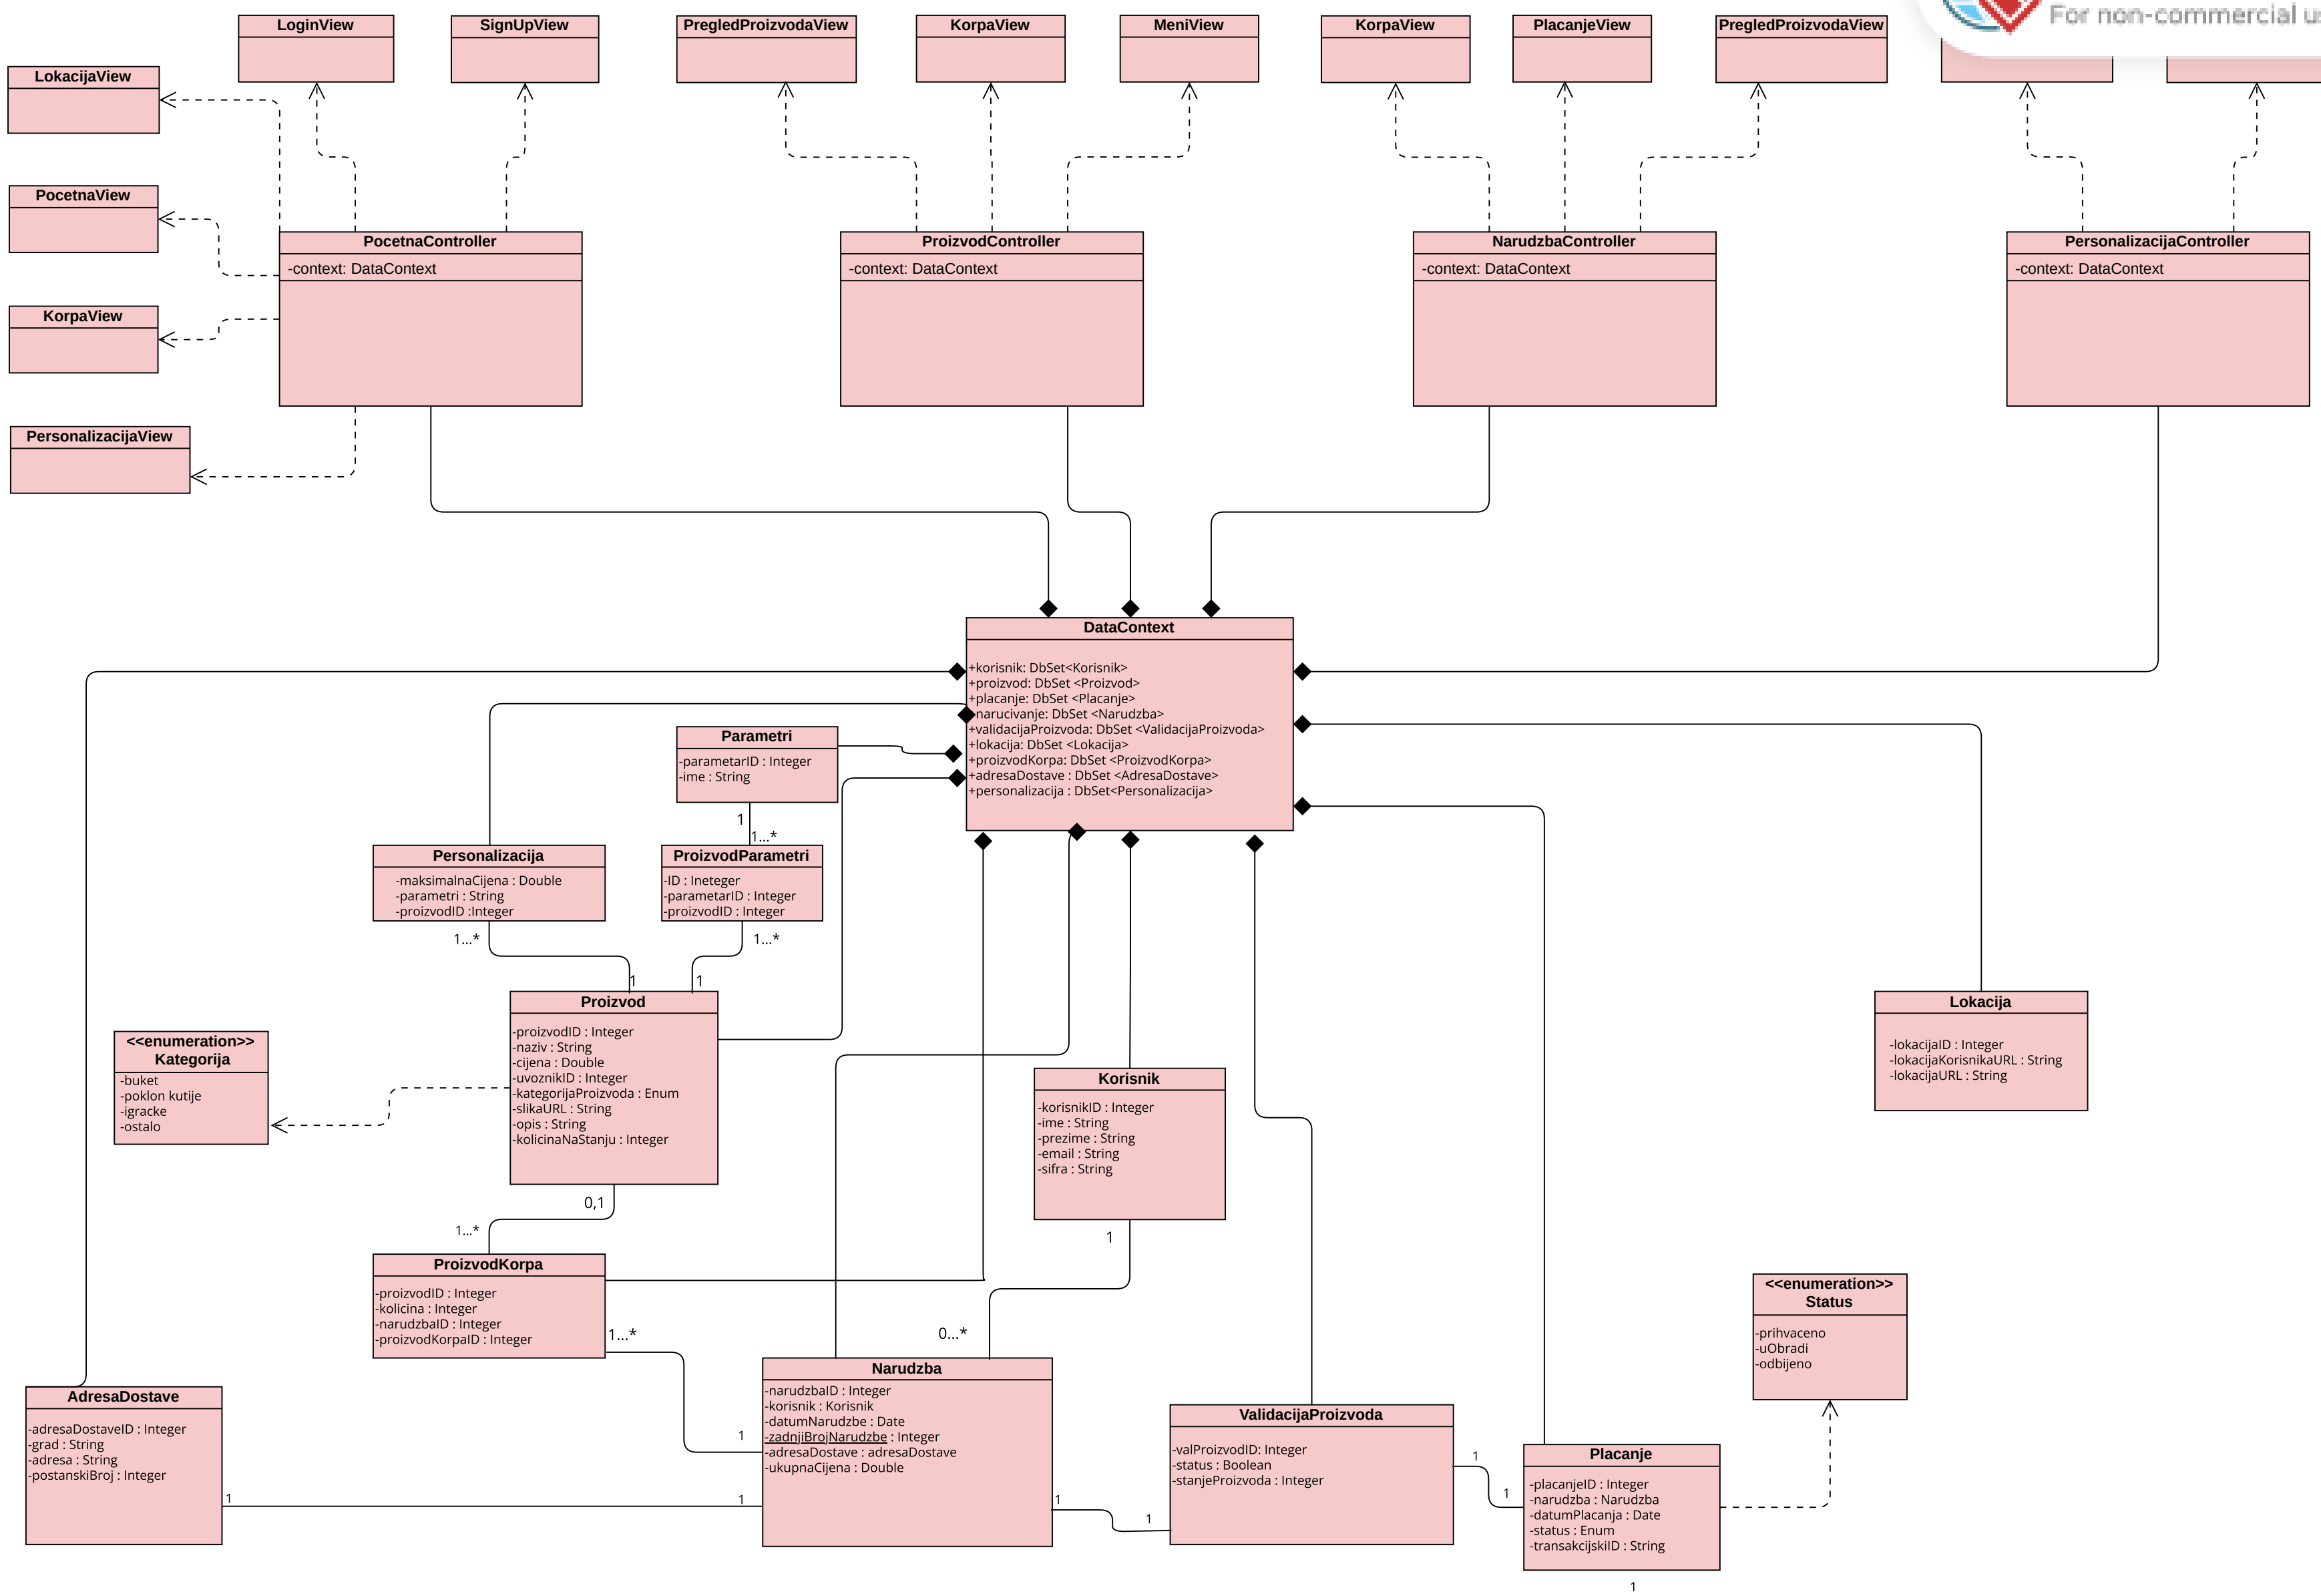 For non-commercial
LoginView
SignUpView
PregledProizvodaView
KorpaView
MeniView
KorpaView
PlacanjeView
PregledProizvodaView
LokacijaView
PocetnaView
KorpaView
PersonalizacijaView
PocetnaController
-context: DataContext
ProizvodController
-context: DataContext
NarudzbaController
-context: DataContext
PersonalizacijaController
-context: DataContext
DataContext
+korisnik: DbSet<Korisnik>
+proizvod: DbSet <Proizvod>
+placanje: DbSet <Placanje>
narucivanje: DbSet <Narudzba>
+validacijaProizvoda: DbSet <ValidacijaProizvoda>
+lokacija: DbSet <Lokacija>
+proizvodKorpa: DbSet <ProizvodKorpa>
+adresaDostave : DbSet <AdresaDostave>
+personalizacija : DbSet<Personalizacija>
Parametri
-parametarID : Integer
-ime : String
1
1...*
Personalizacija
-maksimalnaCijena : Double
-parametri : String
-proizvodID :Integer
1...*
1
ProizvodParametri
-ID : Ineteger
-parametarID : Integer
-proizvodID : Integer
1...*
1
Proizvod
-proizvodID : Integer
-naziv : String
-cijena : Double
-uvoznikID : Integer
-kategorijaProizvoda : Enum
-slikaURL : String
-opis : String
-kolicinaNaStanju : Integer
<<enumeration>>
Kategorija
-buket
-poklon kutije
-igracke
-ostalo
Lokacija
-lokacijaID : Integer
-lokacijaKorisnikaURL : String
-lokacijaURL : String
Korisnik
-korisnikID : Integer
-ime : String
-prezime : String
-email : String
-sifra : String
1
0...*
0,1
1...*
ProizvodKorpa
-proizvodID : Integer
-kolicina : Integer
-narudzbaID : Integer
-proizvodKorpaID : Integer
1...*
1
<<enumeration>>
Status
-prihvaceno
-uObradi
-odbijeno
AdresaDostave
-adresaDostaveID : Integer
-grad : String
-adresa : String
-postanskiBroj : Integer
1
1
Narudzba
-narudzbaID : Integer
-korisnik : Korisnik
-datumNarudzbe : Date
-zadnjiBrojNarudzbe : Integer
-adresaDostave : adresaDostave
-ukupnaCijena : Double
1
1
ValidacijaProizvoda
-valProizvodID: Integer
-status : Boolean
-stanjeProizvoda : Integer
1
1
Placanje
-placanjeID : Integer
-narudzba : Narudzba
-datumPlacanja : Date
-status : Enum
-transakcijskiID : String
1